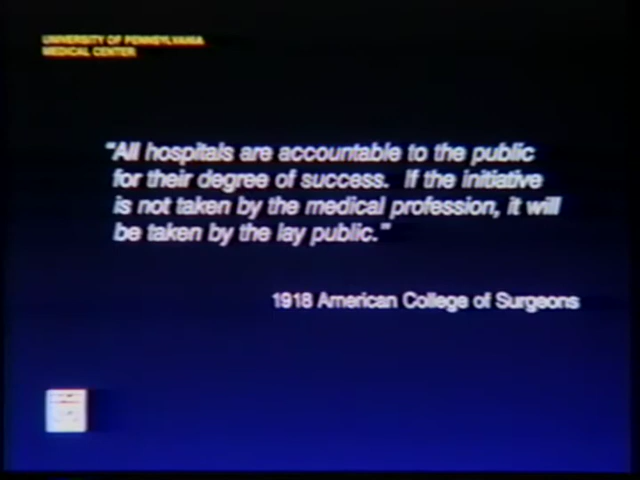 UNIVERSITY OF PENNSYLVANIA
MEDICAL CENTER
"All hospitals are accountable to the public
for their degree of success. If the initiative
is not taken by the medical profession, it will
be taken by the lay public."
1918 American College of Surgeons